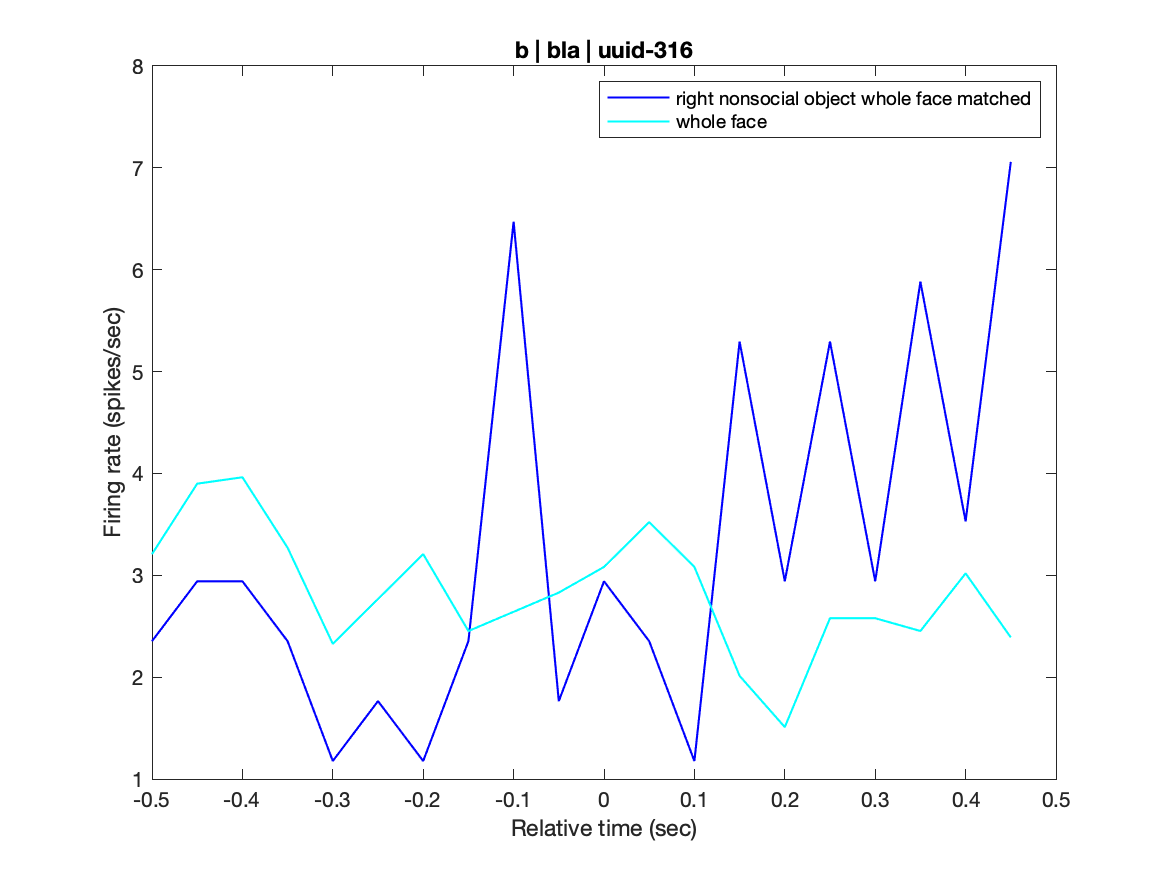 b | bla | uuid-316
right nonsocial object whole face matched
whole face
8
7
6
5
4
3
2
1
Firing rate (spikes/sec)
-0.5 -0.4 -0.3 -0.2 -0.1 0 0.1 0.2 0.3 0.4 0.5
Relative time (sec)